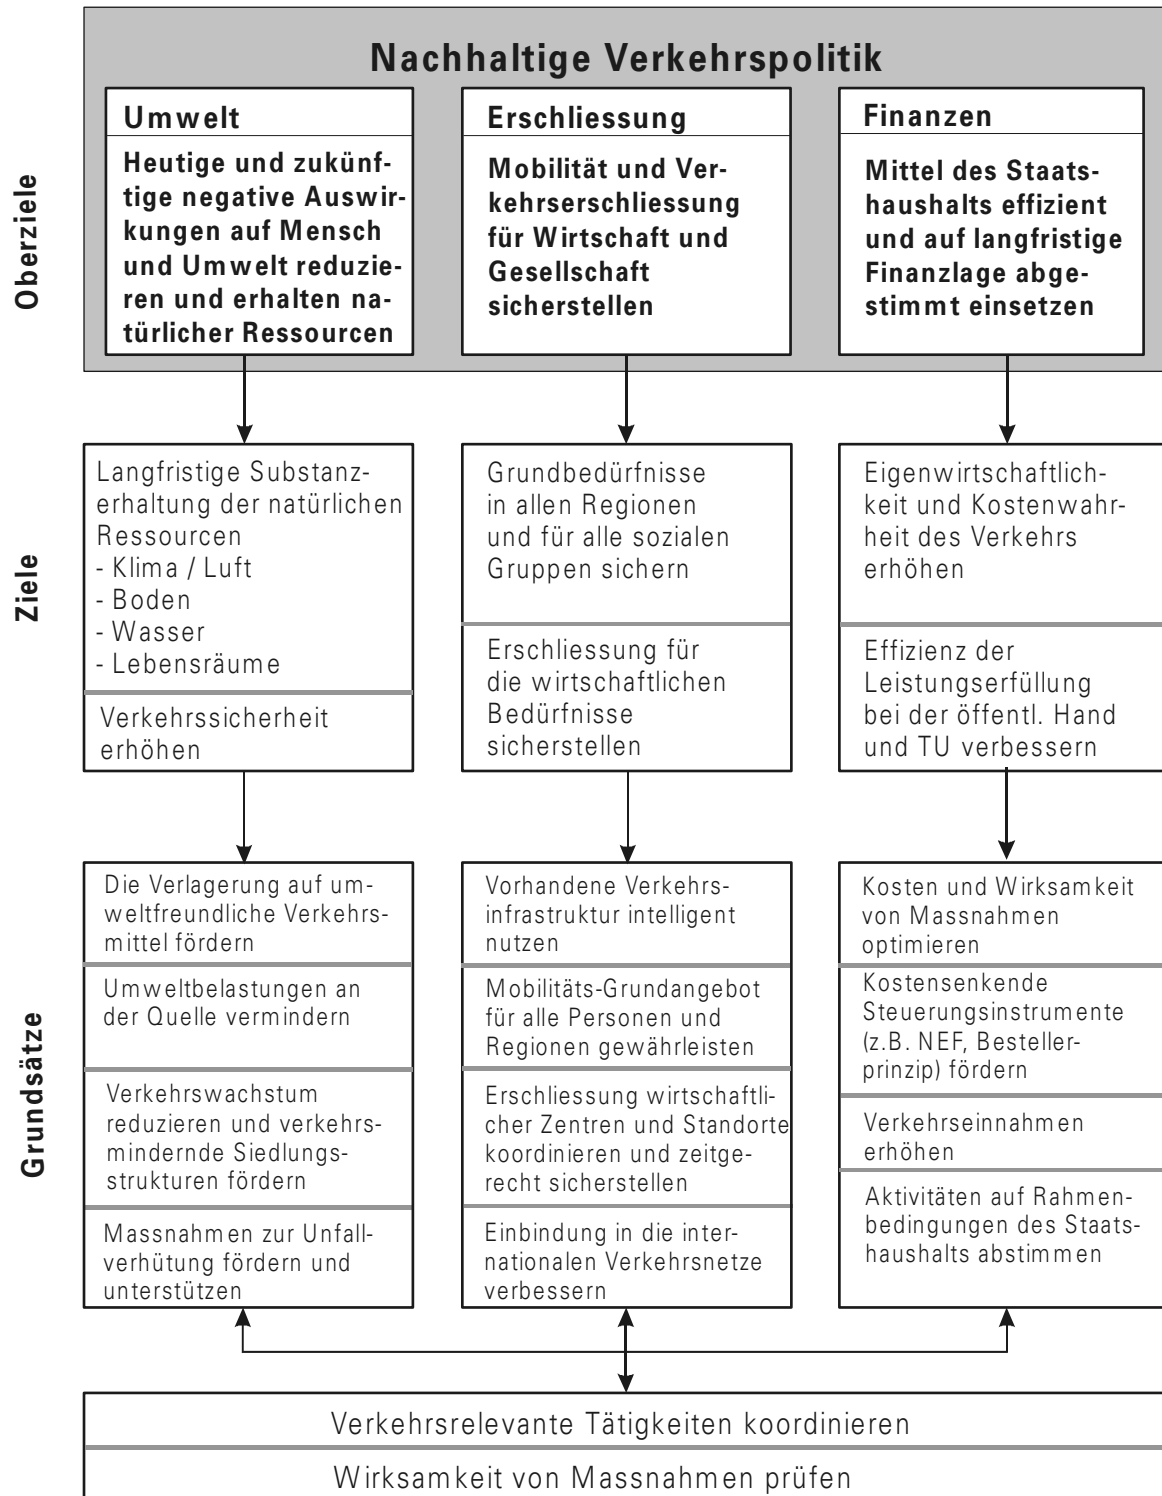 Nachhaltige Verkehrspolitik
Oberziele
Umwelt
Heutige und zukünf-
tige negative Auswir-
kungen auf Mensch
und Umwelt reduzie-
ren und erhalten na-
türlicher Ressourcen
Erschliessung
Mobilität und Ver-
kehrserschliessung
für Wirtschaft und
Gesellschaft
sicherstellen
Finanzen
Mittel des Staats-
haushalts effizient
und auf langfristige
Finanzlage abge-
stimmt einsetzen
Ziele
Langfristige Substanz-
erhaltung der natürlichen
Ressourcen
- Klima / Luft
- Boden
- Wasser
- Lebensräume
Verkehrssicherheit
erhöhen
Grundbedürfnisse
in allen Regionen
und für alle sozialen
Gruppen sichern
Erschliessung für
die wirtschaftlichen
Bedürfnisse
sicherstellen
Eigenwirtschaftlich-
keit und Kostenwahr-
heit des Verkehrs
erhöhen
Effizienz der
Leistungserfüllung
bei der öffentl. Hand
und TU verbessern
Grundsätze
Die Verlagerung auf um-
weltfreundliche Verkehrs-
mittel fördern
Umweltbelastungen an
der Quelle vermindern
Verkehrswachstum
reduzieren und verkehrs-
mindernde Siedlungs-
strukturen fördern
Massnahmen zur Unfall-
verhütung fördern und
unterstützen
Vorhandene Verkehrs-
infrastruktur intelligent
nutzen
Mobilitäts-Grundangebot
für alle Personen und
Regionen gewährleisten
Erschliessung wirtschaftli-
cher Zentren und Standorte
koordinieren und zeitge-
recht sicherstellen
Einbindung in die inter-
nationalen Verkehrsnetze
verbessern
Kosten und Wirksamkeit
von Massnahmen
optimieren
Kostensenkende
Steuerungsinstrumente
(z.B. NEF, Besteller-
prinzip) fördern
Verkehrseinnahmen
erhöhen
Aktivitäten auf Rahmen-
bedingungen des Staats-
haushalts abstimmen
Verkehrsrelevante Tätigkeiten koordinieren
Wirksamkeit von Massnahmen prüfen